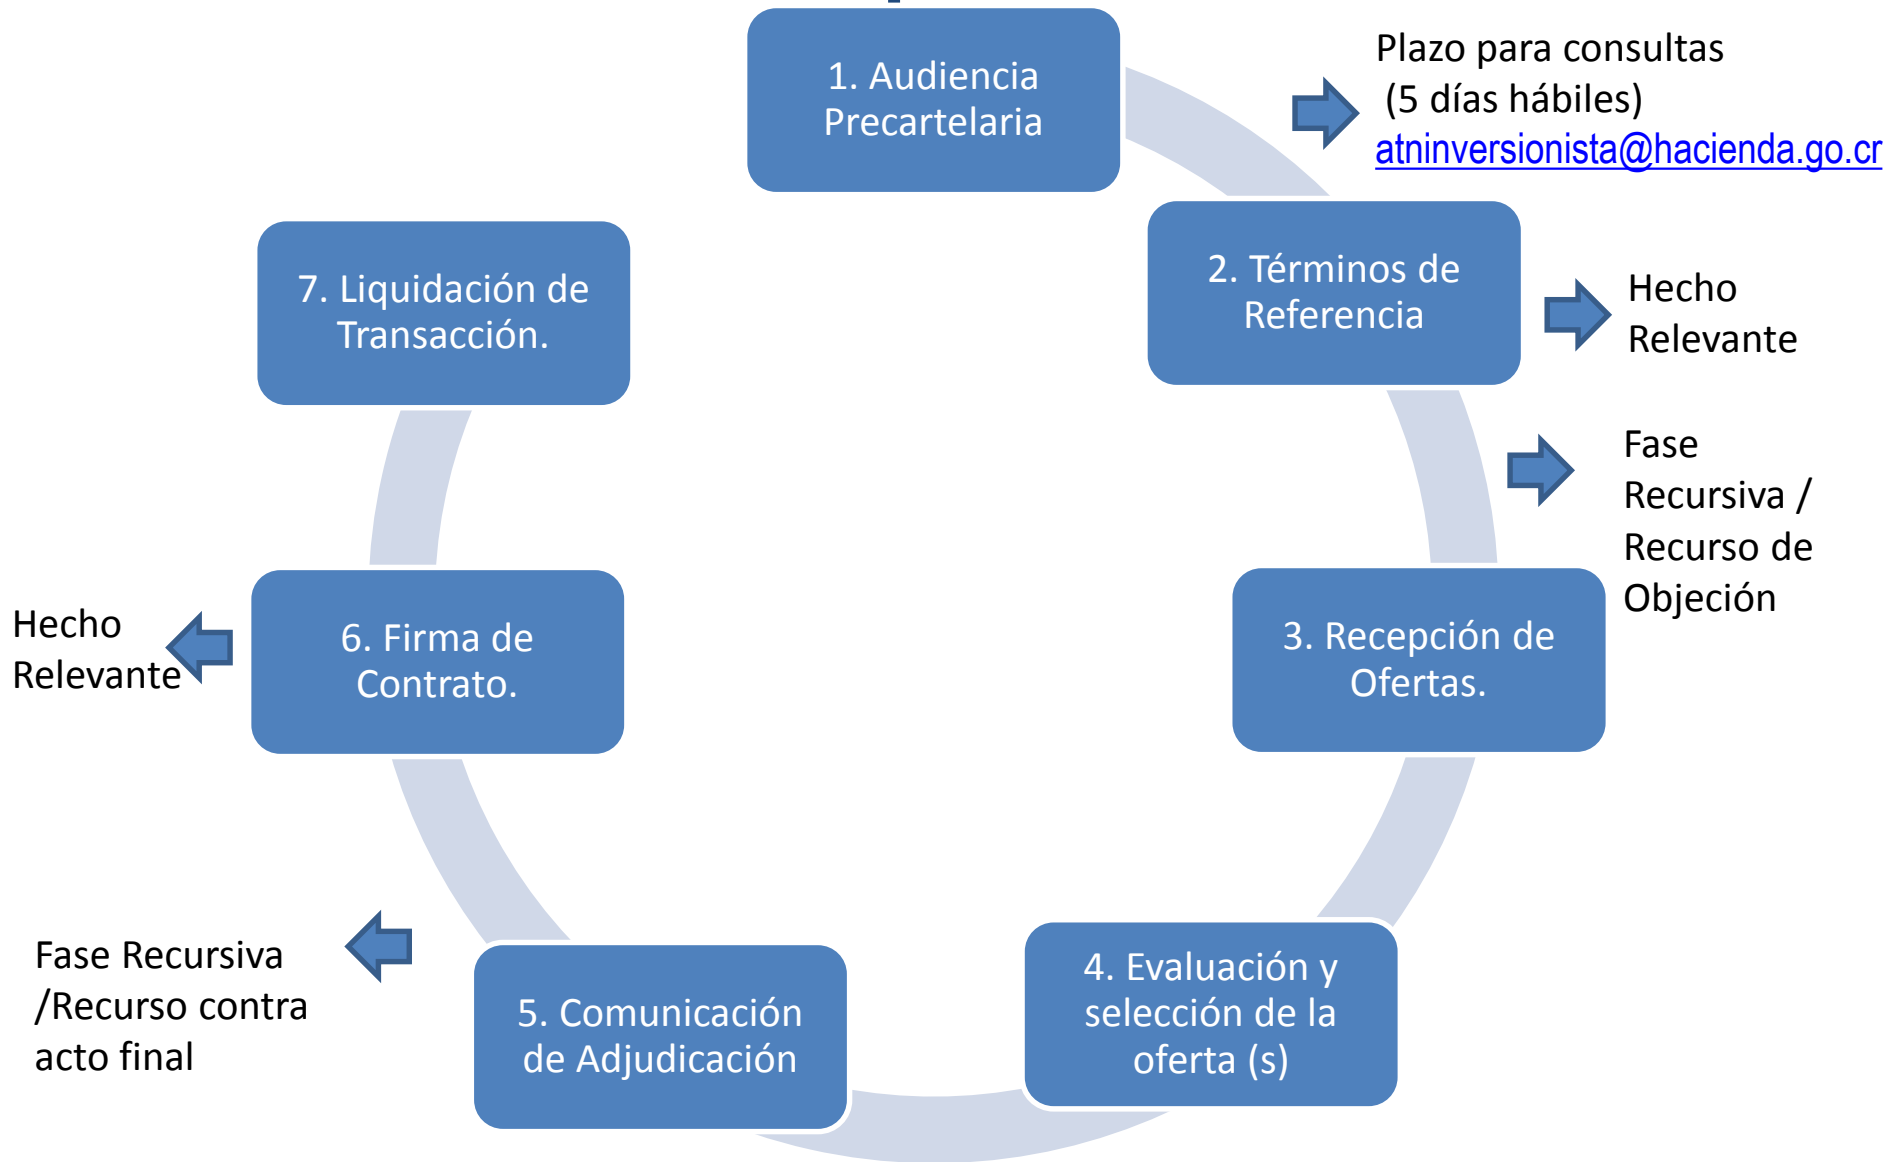 1. Audiencia
Precartelaria
Plazo para consultas
(5 días hábiles)
atninversionista@hacienda.go.cr
2. Términos de
Referencia
Hecho
Relevante
Fase
Recursiva /
Recurso de
Objeción
3. Recepción de
Ofertas.
4. Evaluación y
selección de la
oferta (s)
5. Comunicación
de Adjudicación
Fase Recursiva
/Recurso contra
acto final
6. Firma de
Contrato.
Hecho
Relevante
7. Liquidación de
Transacción.